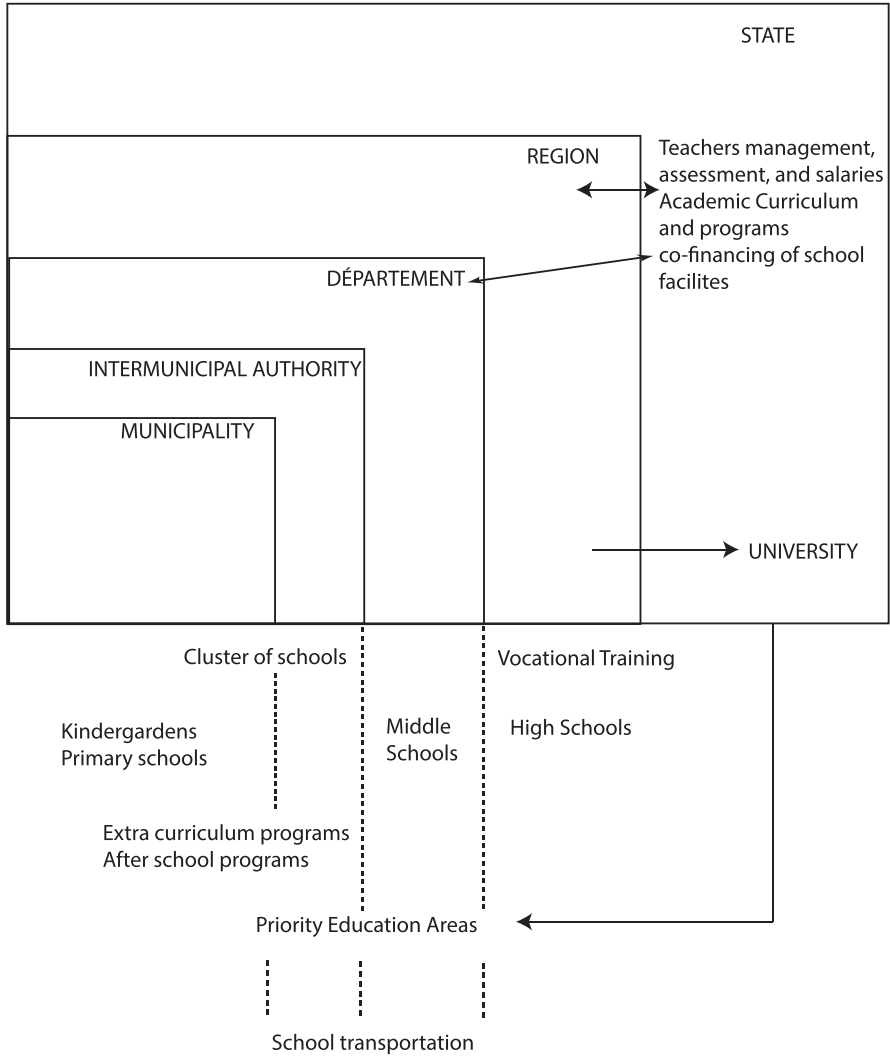 STATE
REGION
Teachers management,
assessment, and salaries
Academic Curriculum
and programs
co-financing of school
facilites
DÉPARTEMENT
INTERMUNICIPAL AUTHORITY
MUNICIPALITY
UNIVERSITY
Cluster of schools
Vocational Training
Kindergardens
Primary schools
Middle
Schools
High Schools
Extra curriculum programs
After school programs
Priority Education Areas
School transportation